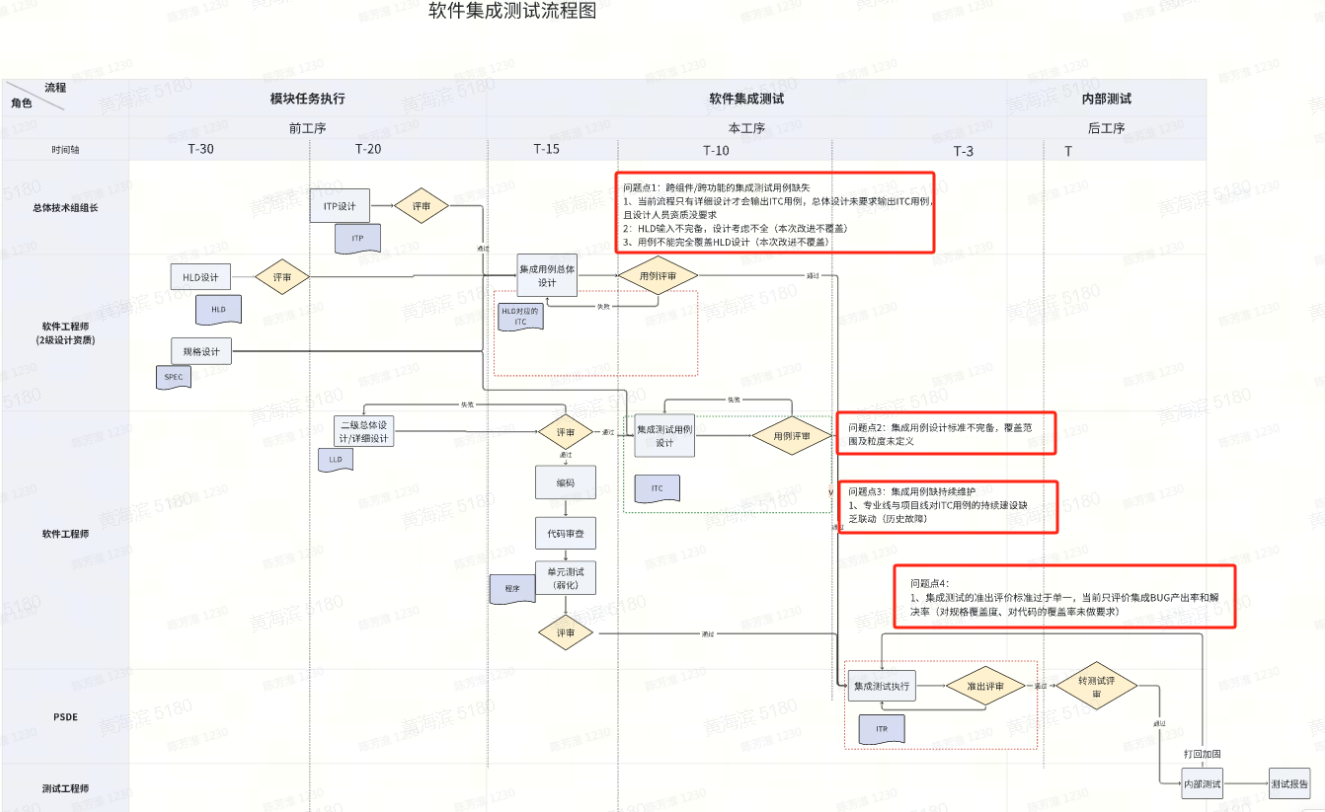 软件集成测试流程图
流程
角色
模块任务执行
软件集成测试
内部测试
前工序
本工序
后工序
时间轴
T-30
T-20
T-15
T-10
T-3
T
总体技术组组长
ITP设计
评审
ITP
通过
问题点1：跨组件/跨功能的集成测试用例缺失
1、当前流程只有详细设计才会输出ITC用例，总体设计未要求输出ITC用例，
且设计人员资质没要求
2：HLD输入不完备，设计考虑不全（本次改进不覆盖）
3、用例不能完全覆盖HLD设计（本次改进不覆盖）
软件工程师
(2级设计资质)
HLD设计
评审
HLD
集成用例总体
设计
用例评审
通过
失败
HLD对应的
ITC
规格设计
SPEC
软件工程师
失败
二级总体设
计/详细设计
LLD
评审
通过
通过
失败
集成测试用例
设计
用例评审
ITC
问题点2：集成用例设计标准不完备，覆盖范
围及粒度未定义
问题点3：集成用例缺持续维护
1、专业线与项目线对ITC用例的持续建设缺
乏联动（历史故障）
通过
编码
代码审查
单元测试
（弱化）
程序
评审
通过
问题点4：
1、集成测试的准出评价标准过于单一，当前只评价集成BUG产出率和解
决率（对规格覆盖度、对代码的覆盖率未做要求）
PSDE
集成测试执行
准出评审
通过
转测试评
审
ITR
通过
打回加固
测试工程师
内部测试
测试报告
陈芳淮 1230
黄海滨 5180